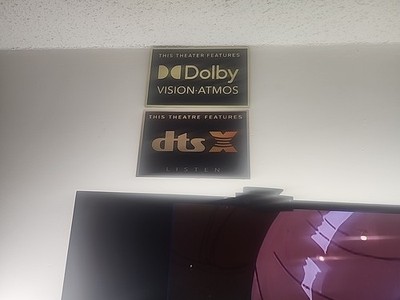 THIS THEATER FEATURES
Dolby
VISION·ATMOS
THIS THEATRE FEATURES
dts X
LISTEN